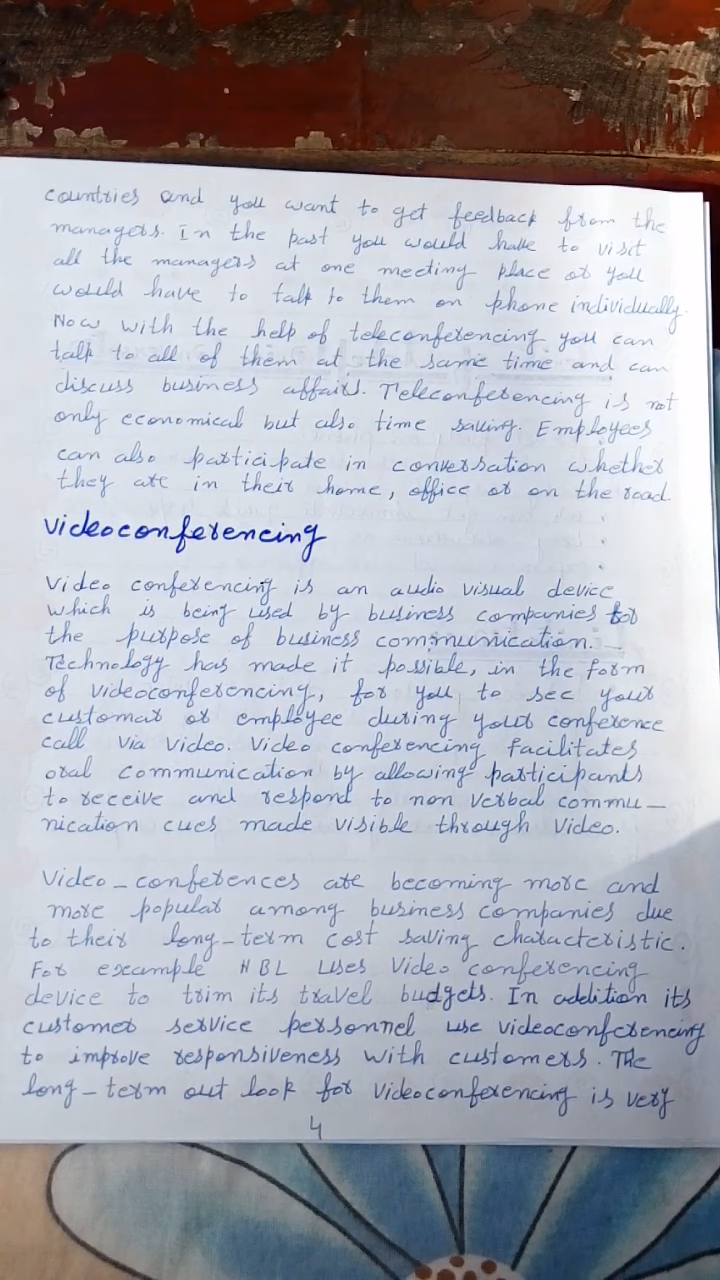 countries and you want to get feedback from the
managers. In the past you would have to visit
all the managers at one meeting place or you
would have to talk to them on phone individually.
Now with the help of teleconferencing you can
talk to all of them at the same time and can
discuss business affairs. Teleconferencing is not
only economical but also time saving. Employees
can also participate in conversation whether
they are in their home, office or on the road.
videoconferencing
Video conferencing is an audio visual device
which is being used by business companies for
the purpose of business communication.
Technology has made it possible, in the form
of videoconferencing, for you to see your
customar or employee during your conference
call via video. Video conferencing facilitates
oral communication by allowing participants
to receive and respond to non verbal commu-
nication cues made visible through video.
Video-conferences are becoming more and
more popular among business companies due
to their long-term cost saving characteristic.
For example HBL uses Video conferencing
device to trim its travel budgets. In addition its
customer service personnel use videoconferencing
to improve responsiveness with customers. The
long-term out look for videoconferencing is very
4